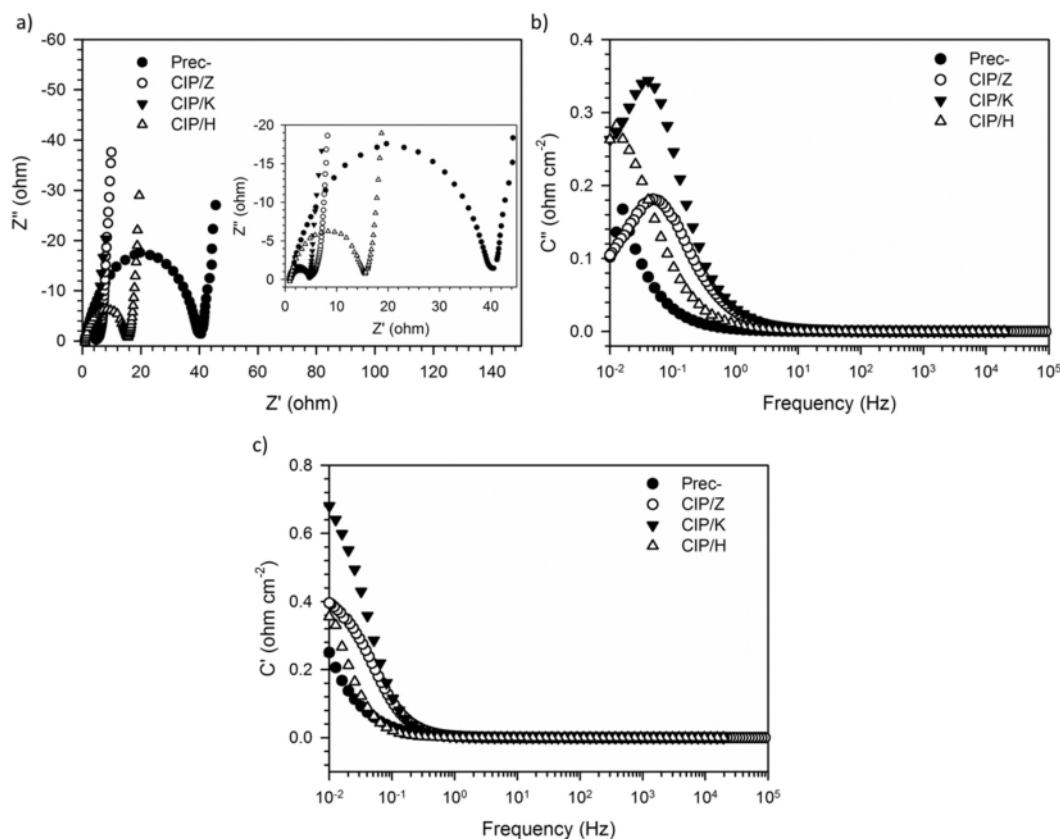 a)
-60
-50
-40
-30
-20
-10
0
Z'' (ohm)
0 20 40 60 80 100 120 140
Z' (ohm)
Prec-
CIP/Z
CIP/K
CIP/H
-20
-15
-10
-5
0
Z'' (ohm)
0 10 20 30 40
Z' (ohm)
b)
0.4
0.3
0.2
0.1
0.0
C'' (ohm cm⁻²)
10⁻² 10⁻¹ 10⁰ 10¹ 10² 10³ 10⁴ 10⁵
Frequency (Hz)
Prec-
CIP/Z
CIP/K
CIP/H
c)
0.8
0.6
0.4
0.2
0.0
C' (ohm cm⁻²)
10⁻² 10⁻¹ 10⁰ 10¹ 10² 10³ 10⁴ 10⁵
Frequency (Hz)
Prec-
CIP/Z
CIP/K
CIP/H